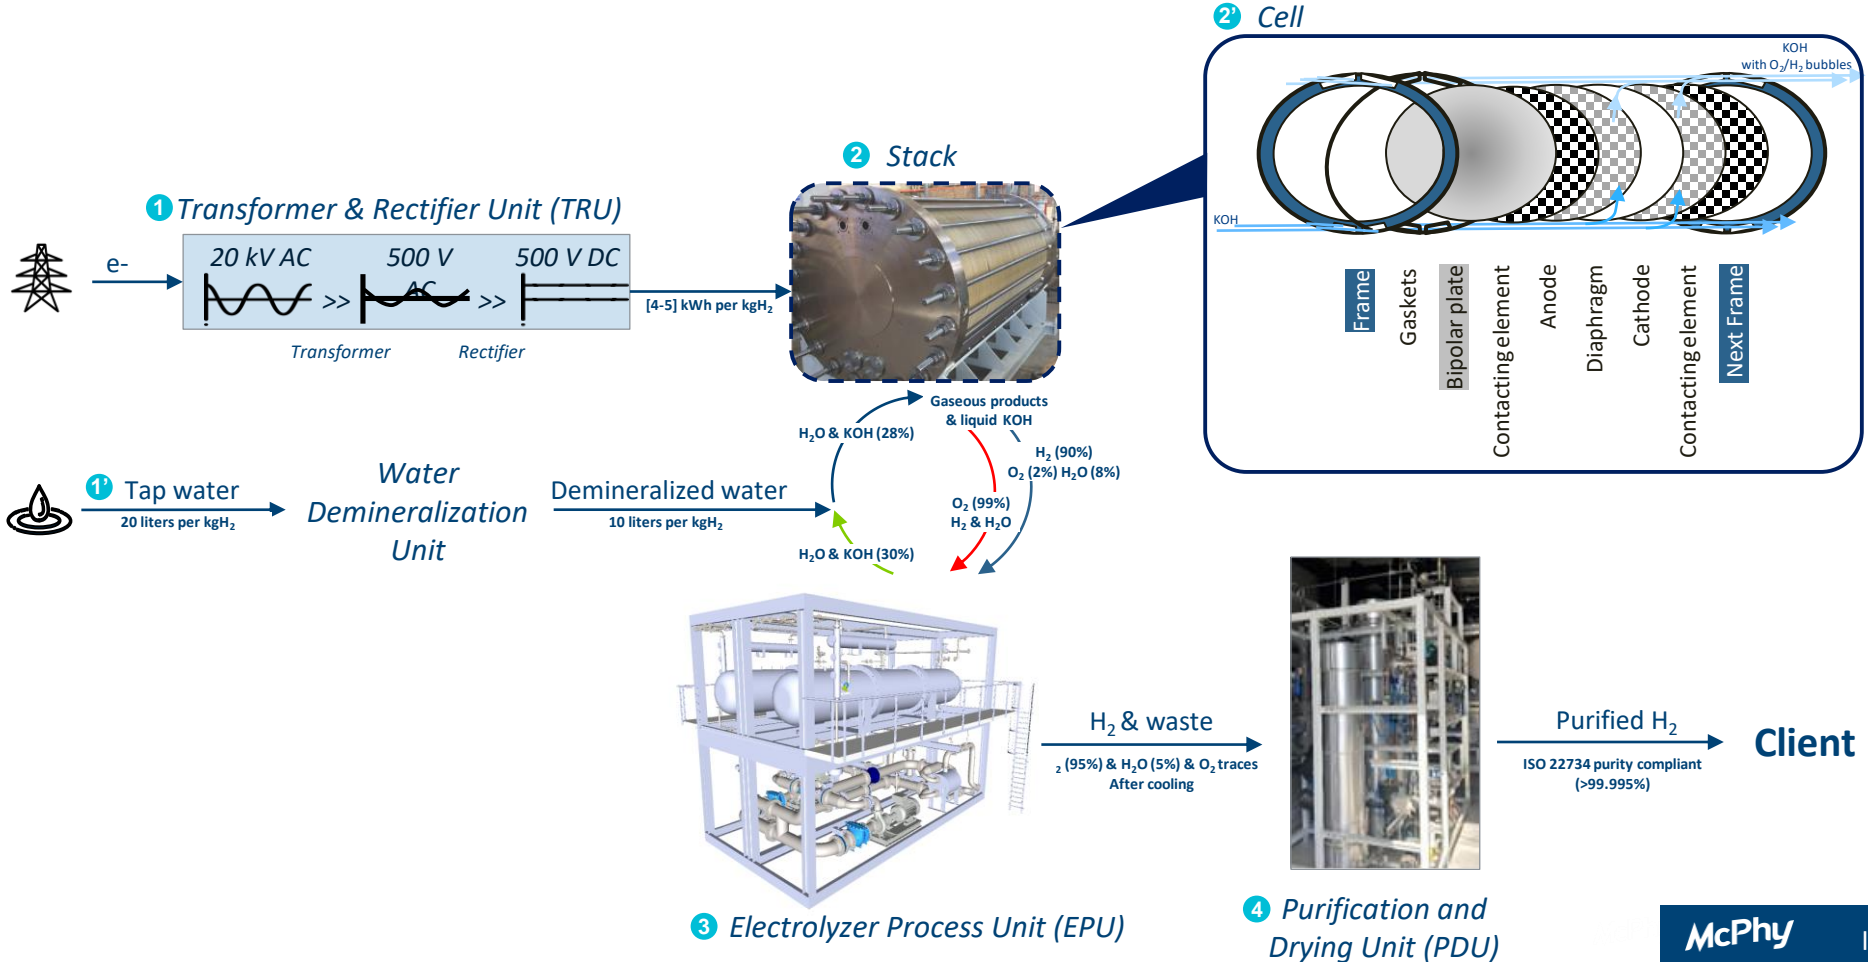 2' Cell
KOH
with O₂/H₂ bubbles
KOH
Frame
Gaskets
Bipolar plate
Contactingelement
Anode
Diaphragm
Cathode
Contactingelement
Next Frame
2 Stack
1 Transformer & Rectifier Unit (TRU)
e-
20 kV AC
>>
500 V
AC
>>
500 V DC
Transformer
Rectifier
[4-5] kWh per kgH₂
Gaseous products
& liquid KOH
H₂O & KOH (28%)
H₂ (90%)
O₂ (2%) H₂O (8%)
O₂ (99%)
H₂ & H₂O
H₂O & KOH (30%)
1' Tap water
20 liters per kgH₂
Water
Demineralization
Unit
Demineralized water
10 liters per kgH₂
H₂ & waste
₂ (95%) & H₂O (5%) & O₂ traces
After cooling
Purified H₂
ISO 22734 purity compliant
(>99.995%)
Client
3 Electrolyzer Process Unit (EPU)
4 Purification and
Drying Unit (PDU)
McPhy